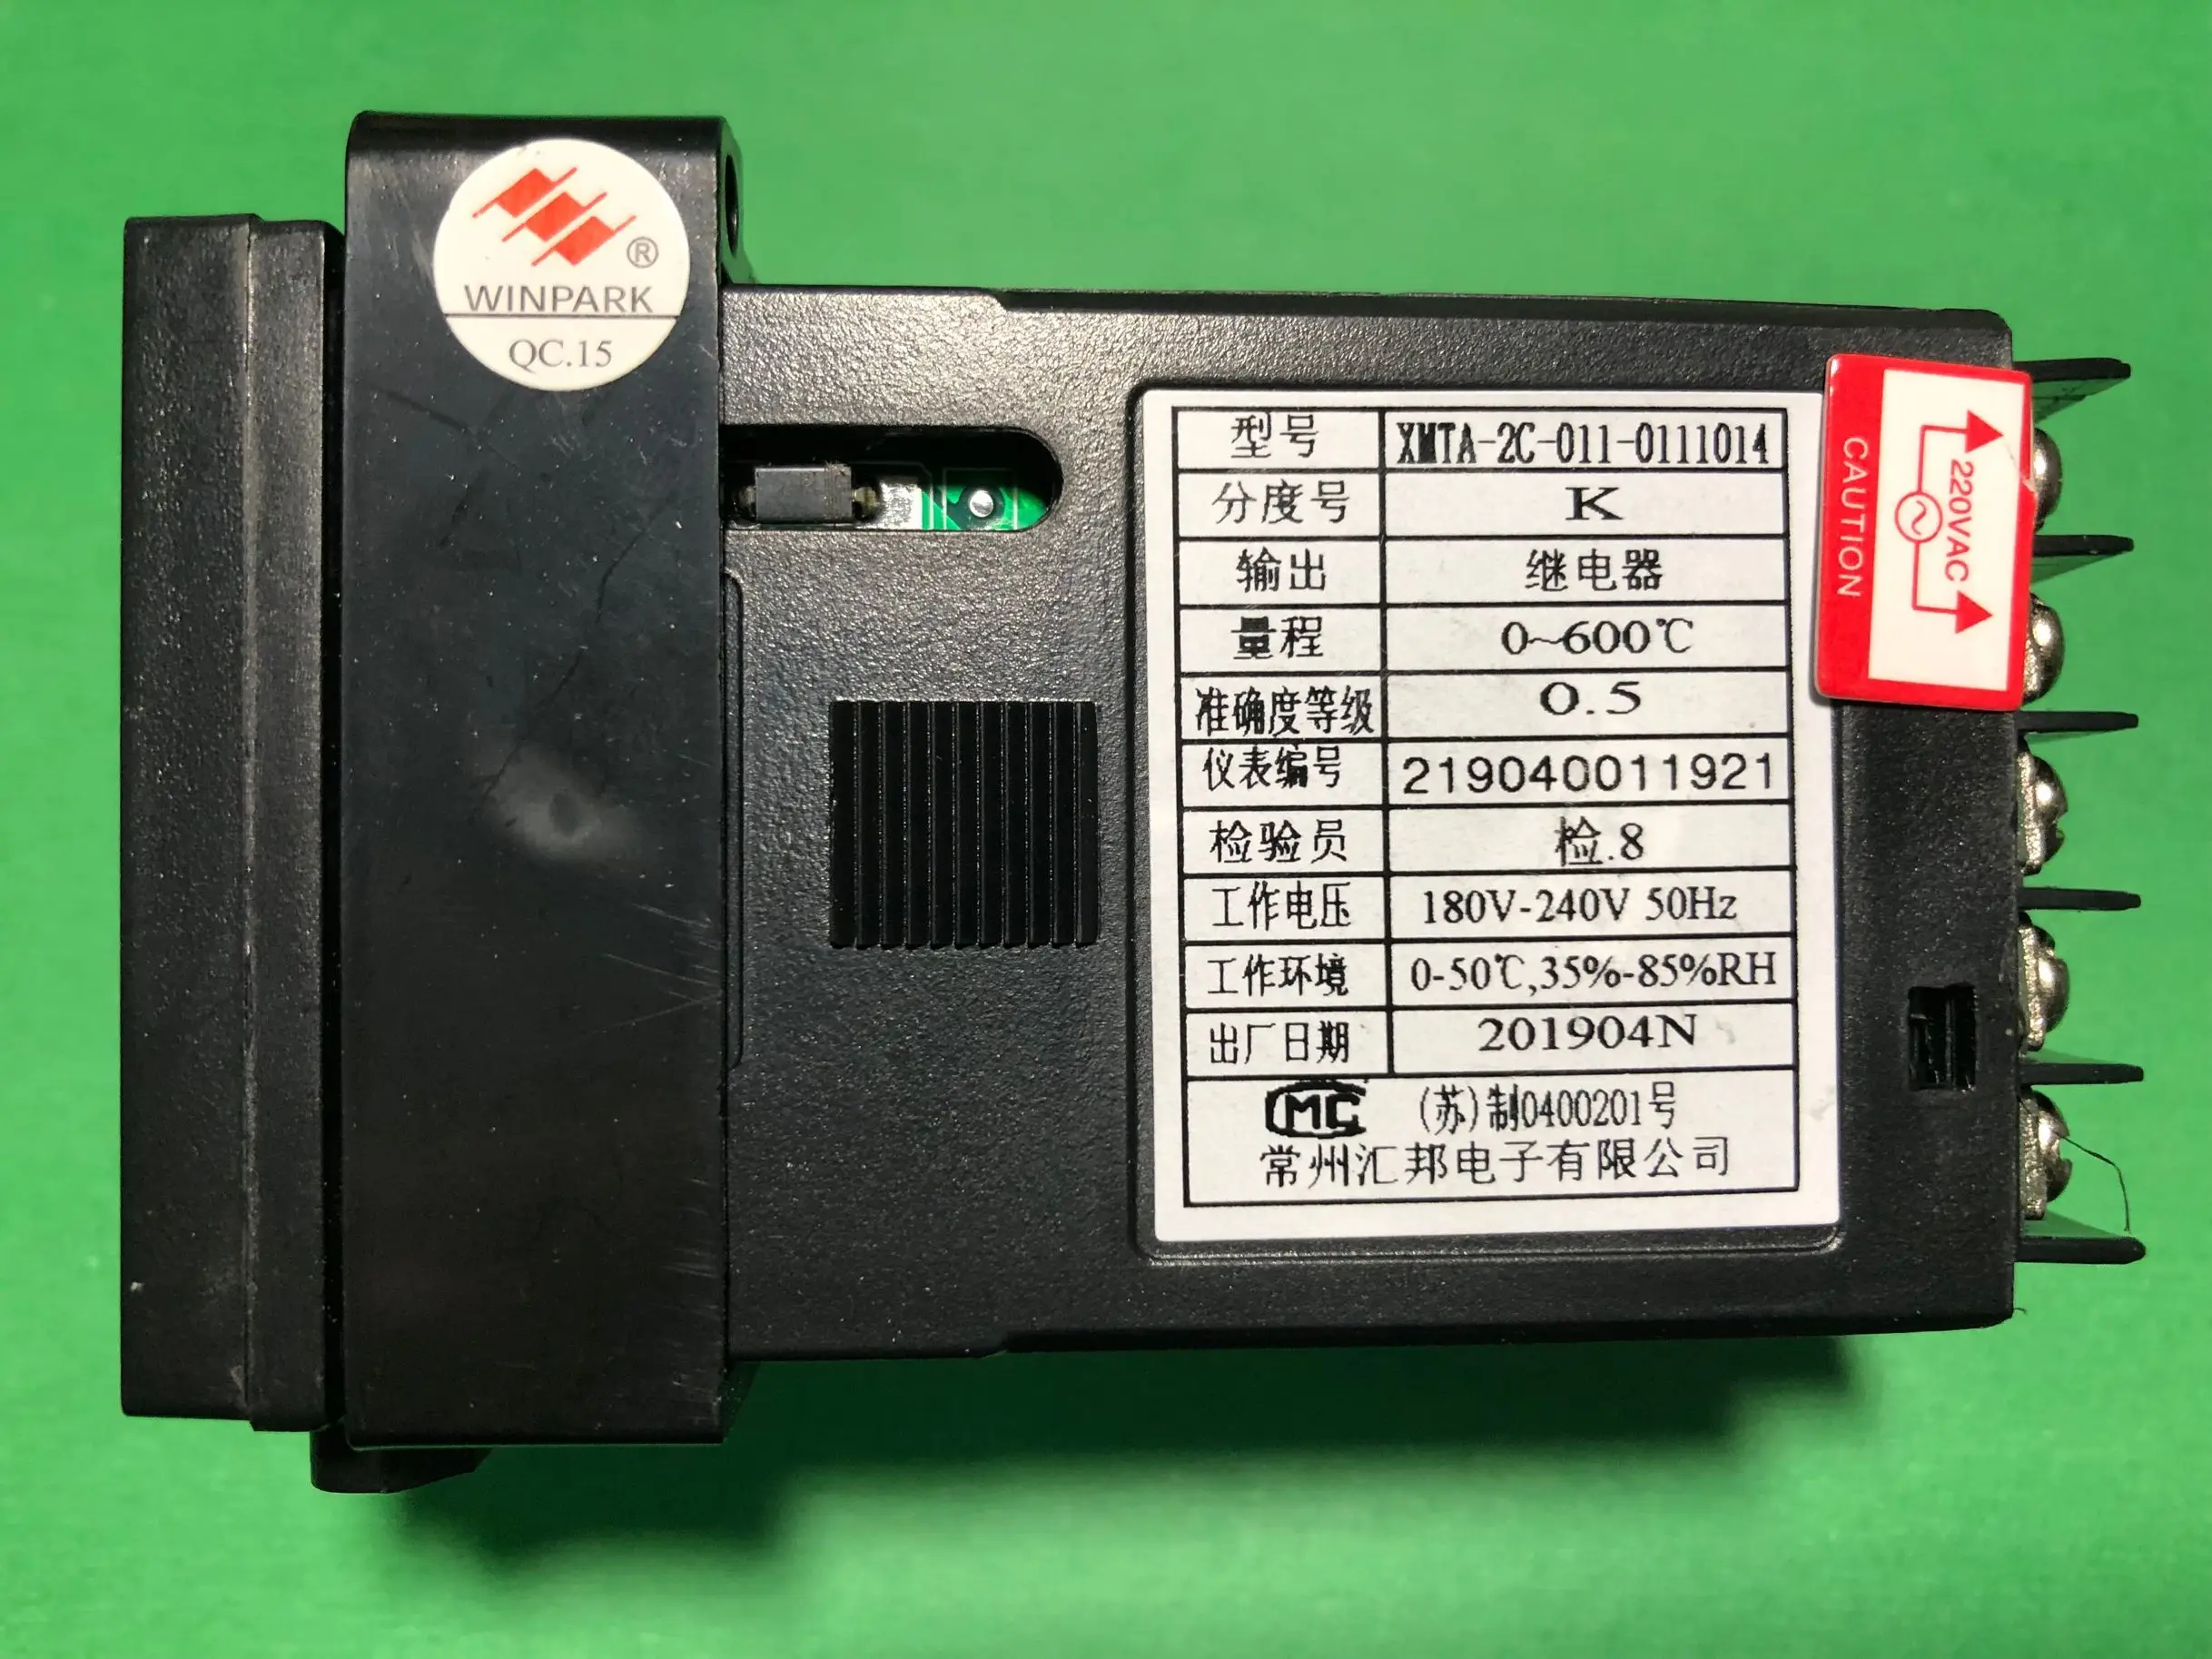 ®
WINPARK
QC.15
型号 XMTA-2C-011-0111014
分度号 K
输出 继电器
量程 0~600℃
准确度等级 0.5
仪表编号 219040011921
检验员 检.8
工作电压 180V-240V 50Hz
工作环境 0-50℃,35%-85%RH
出厂日期 201904N
CMC (苏)制0400201号
常州汇邦电子有限公司
220VAC
CAUTION